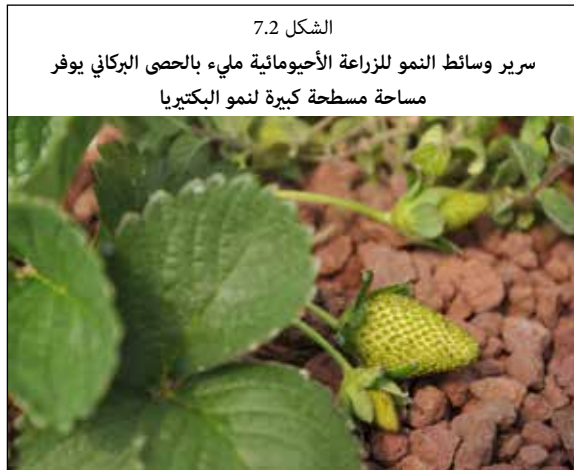 الشكل 7.2
سرير وسائط النمو للزراعة الأحيومائية مليء بالحصى البركاني يوفر
مساحة مسطحة كبيرة لنمو البكتيريا